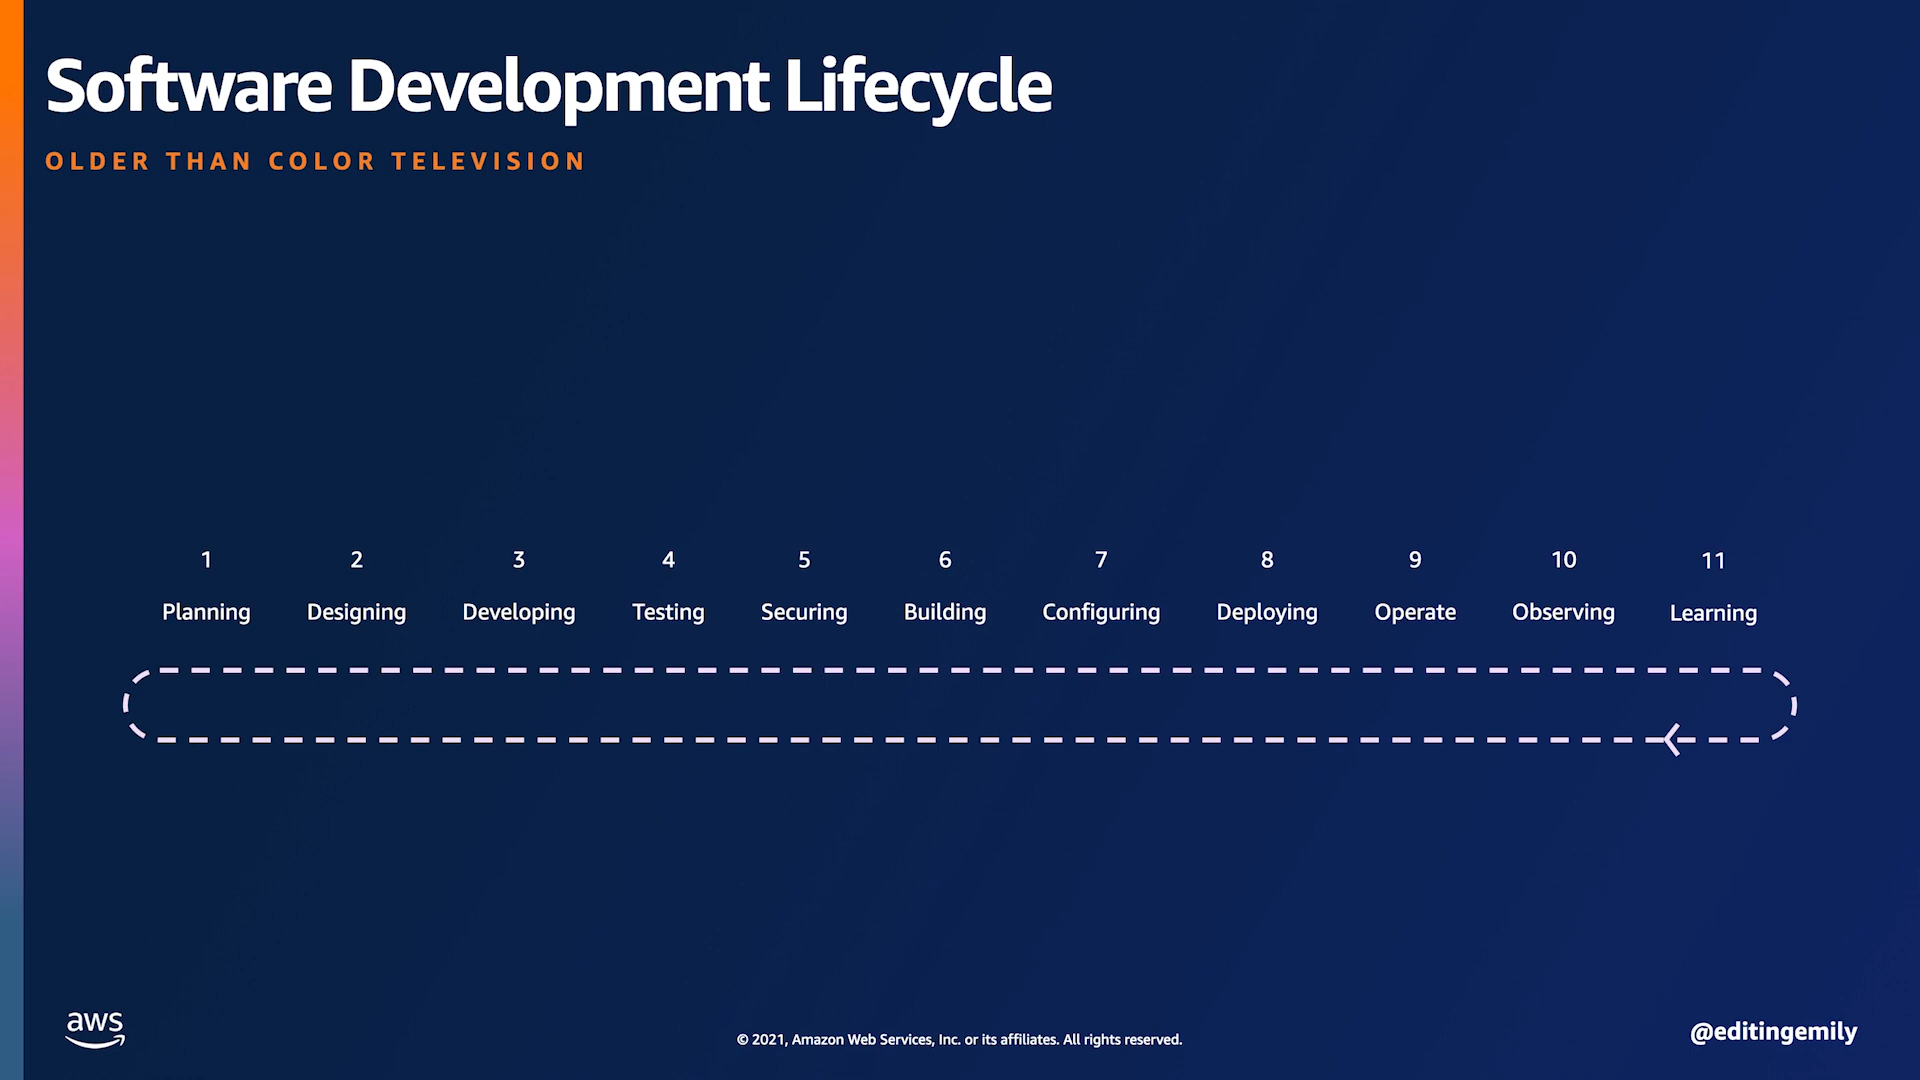 Software Development Lifecycle
OLDER THAN COLOR TELEVISION
1 2 3 4 5 6 7 8 9 10 11
Planning Designing Developing Testing Securing Building Configuring Deploying Operate Observing Learning
aws
© 2021, Amazon Web Services, Inc. or its affiliates. All rights reserved.
@editingemily